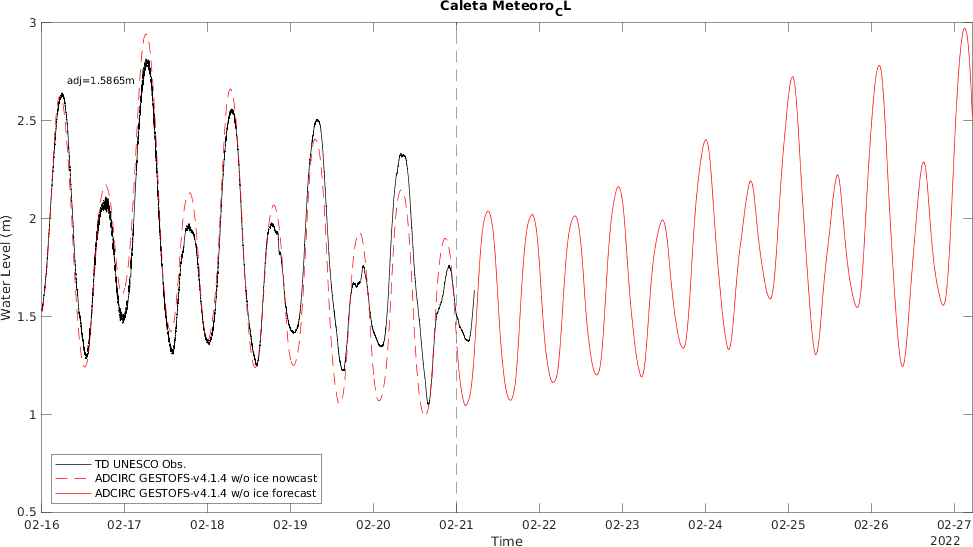 Caleta Meteoro_CL
adj=1.5865m
3
2.5
2
1.5
1
0.5
Water Level (m)
TD UNESCO Obs.
ADCIRC GESTOFS-v4.1.4 w/o ice nowcast
ADCIRC GESTOFS-v4.1.4 w/o ice forecast
02-16 02-17 02-18 02-19 02-20 02-21 02-22 02-23 02-24 02-25 02-26 02-27
Time
2022